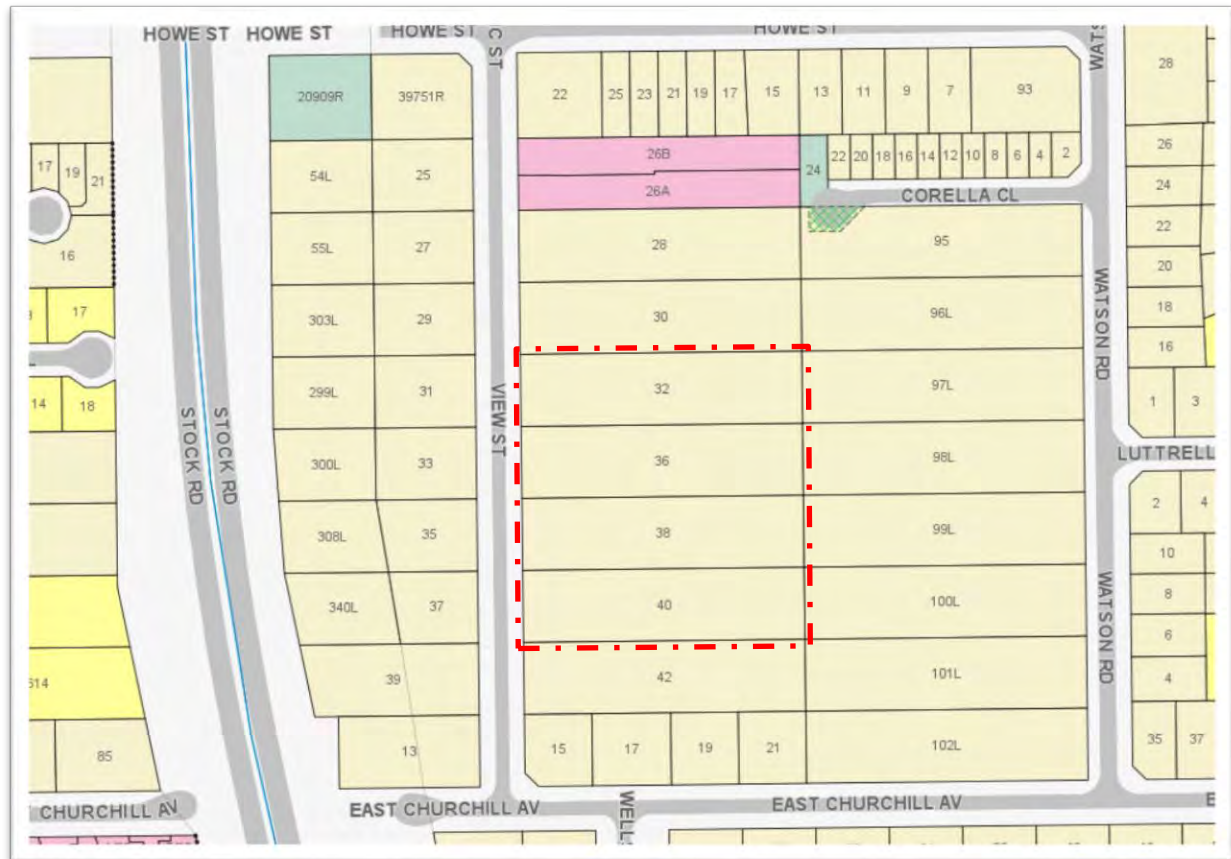 HOWE ST HOWE ST HOWE ST HOWE ST
C ST
WATS
20909R 39751R 22 25 23 21 19 17 15 13 11 9 7 93 28
26B 24 22 20 18 16 14 12 10 8 6 4 2 26
17 19 21 54L 25 26A 24
CORELLA CL
16 55L 27 28 95 22
20
17 303L 29 30 96L 18
WATSON RD
16
14 18 299L 31 32 97L 1 3
VIEW ST
STOCK RD STOCK RD
300L 33 36 98L
LUTTRELL
308L 35 38 99L 2 4
10
340L 37 40 100L 8
WATSON RD
6
614 39 42 101L 4
85 13 15 17 19 21 102L 35 37
CHURCHILL AV EAST CHURCHILL AV EAST CHURCHILL AV E
WELL